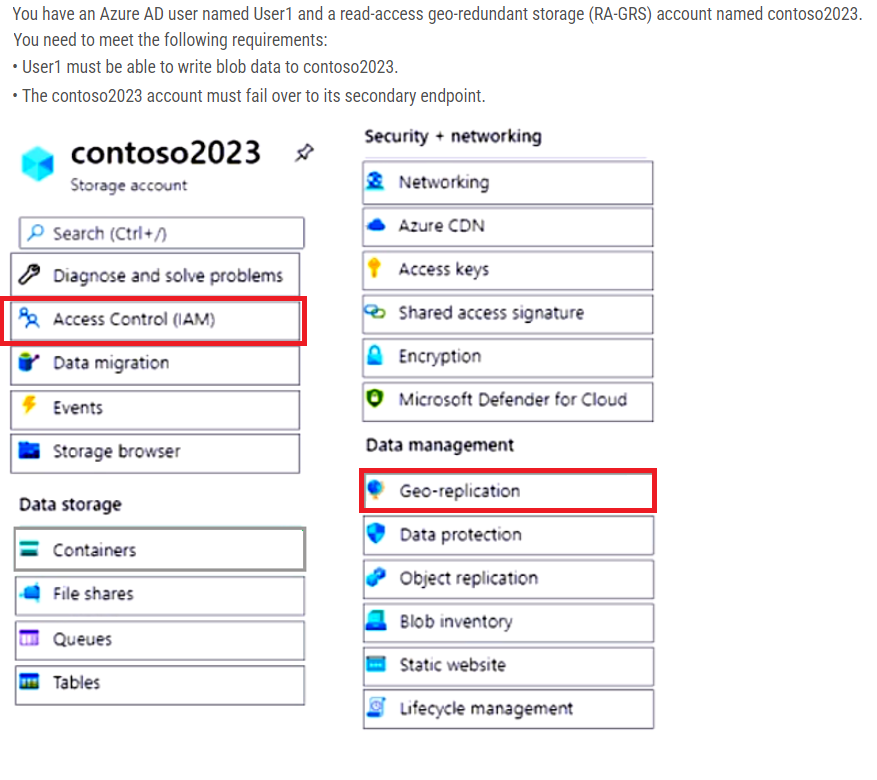 You have an Azure AD user named User1 and a read-access geo-redundant storage (RA-GRS) account named contoso2023.
You need to meet the following requirements:
• User1 must be able to write blob data to contoso2023.
• The contoso2023 account must fail over to its secondary endpoint.
contoso2023
Storage account
Search (Ctrl+/)
Diagnose and solve problems
Access Control (IAM)
Data migration
Events
Storage browser
Data storage
Containers
File shares
Queues
Tables
Security + networking
Networking
Azure CDN
Access keys
Shared access signature
Encryption
Microsoft Defender for Cloud
Data management
Geo-replication
Data protection
Object replication
Blob inventory
Static website
Lifecycle management